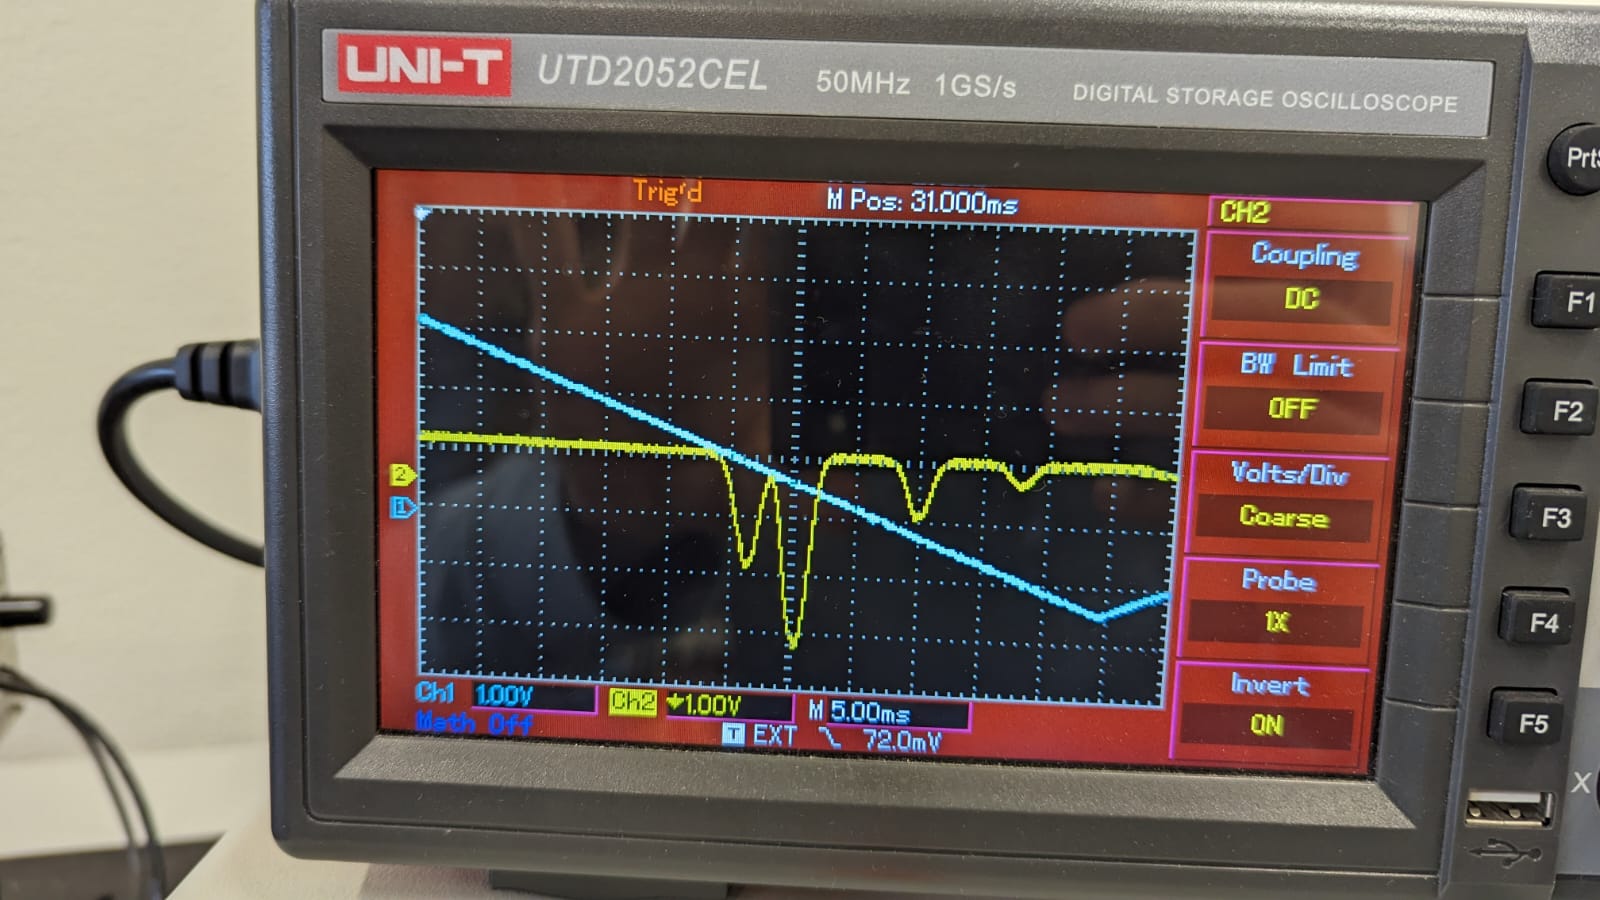 UNI-T UTD2052CEL 50MHz 1GS/s DIGITAL STORAGE OSCILLOSCOPE
Trig'd M Pos: 31.000ms
CH2
Coupling
DC
BW Limit
OFF
Volts/Div
Coarse
Probe
1X
Invert
ON
2
1
Ch1 1.00V Ch2 1.00V M 5.00ms
Math Off T EXT 72.0mV
F1
F2
F3
F4
F5
X